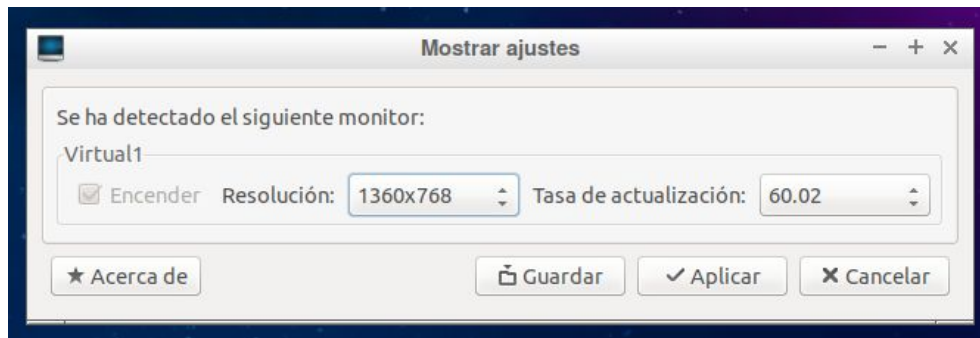 Mostrar ajustes
Se ha detectado el siguiente monitor:
Virtual1
Encender Resolución: 1360x768 Tasa de actualización: 60.02
Acerca de Guardar Aplicar Cancelar